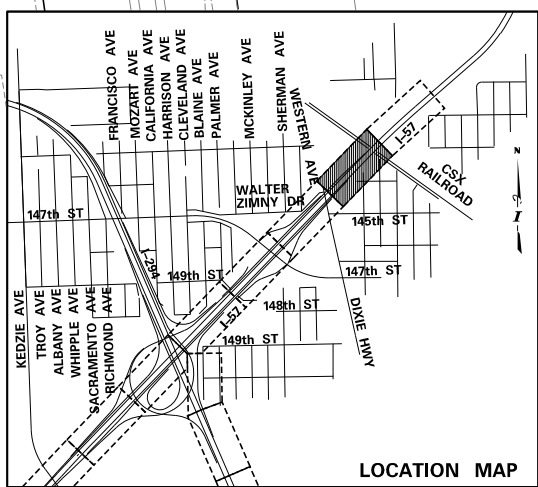 FRANCISCO AVE
MOZART AVE
CALIFORNIA AVE
HARRISON AVE
CLEVELAND AVE
BLAINE AVE
PALMER AVE
MCKINLEY AVE
SHERMAN AVE
WESTERN AVE
I-57
CSX
RAILROAD
N
WALTER
ZIMNY DR
147th ST
145th ST
I-294
149th ST
147th ST
KEDZIE AVE
TROY AVE
ALBANY AVE
WHIPPLE AVE
SACRAMENTO AVE
RICHMOND AVE
I-57
148th ST
149th ST
DIXIE HWY
LOCATION MAP